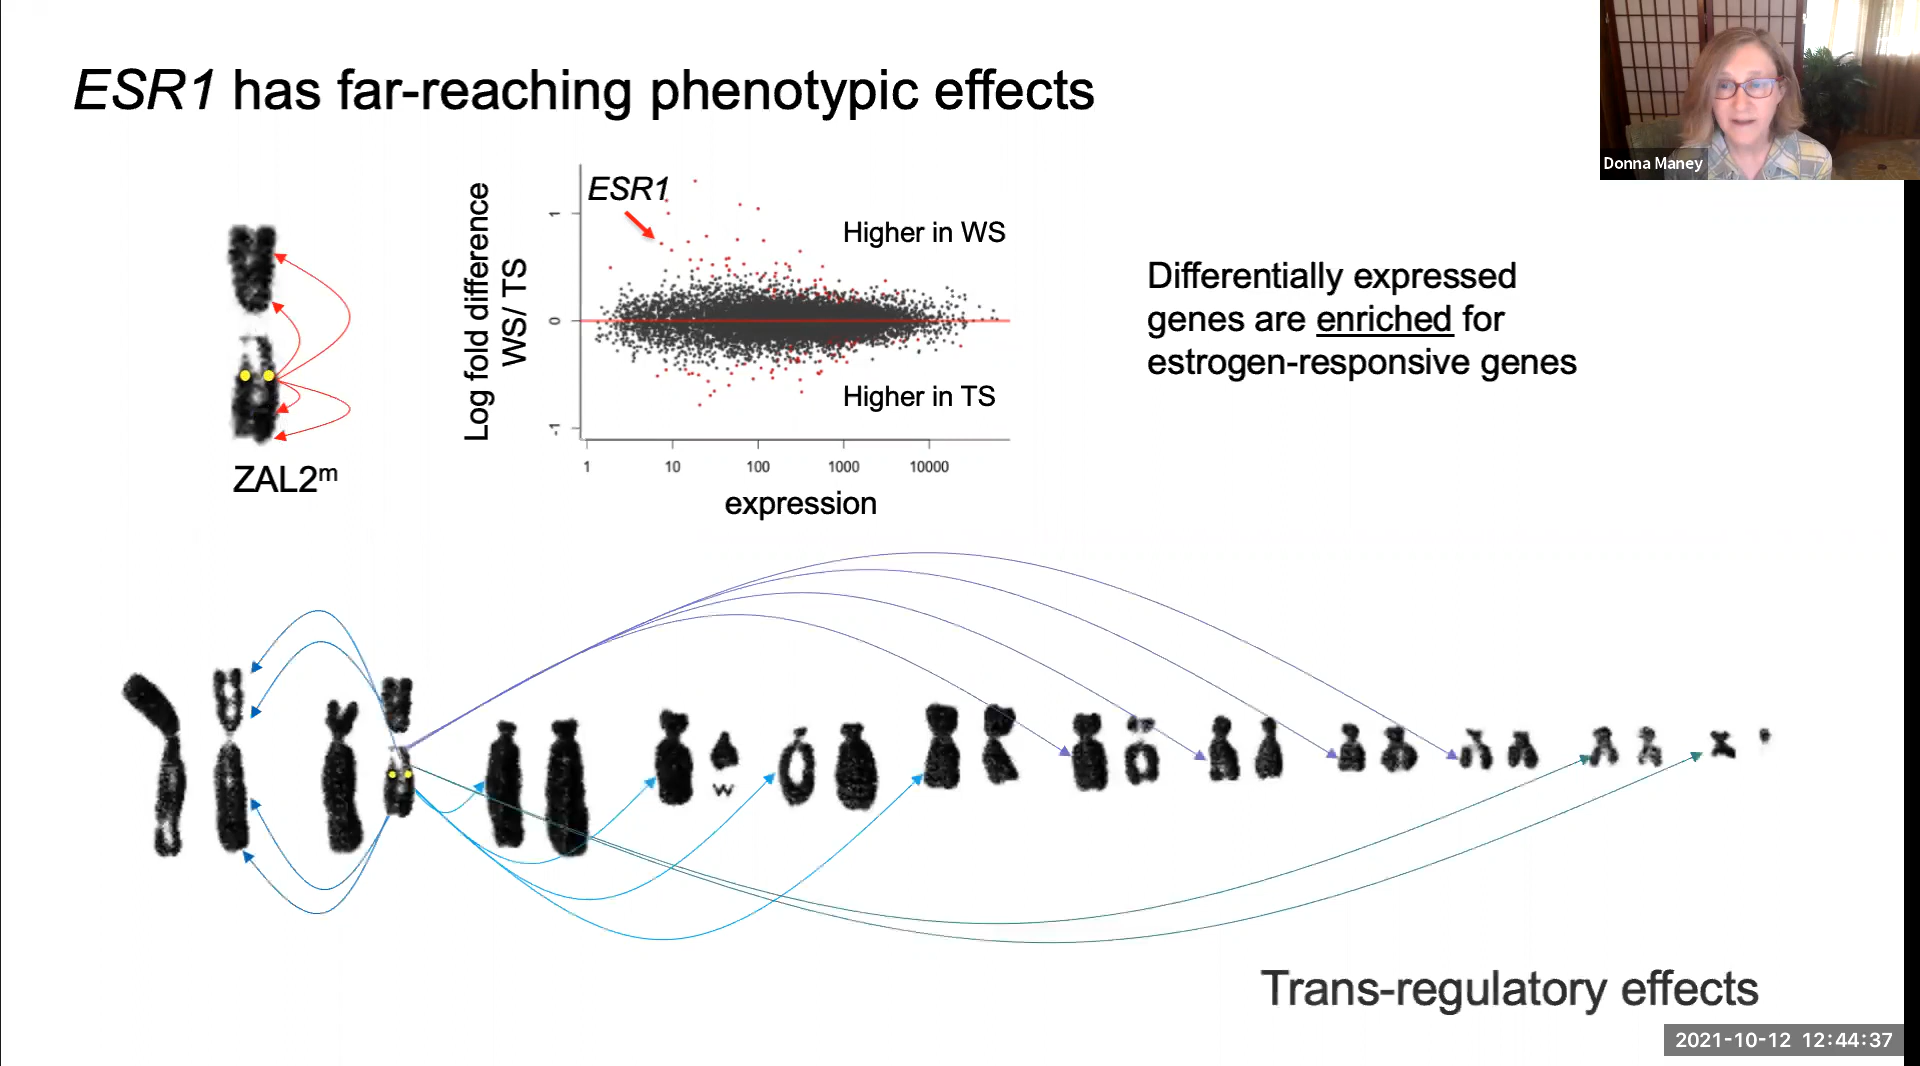 ESR1 has far-reaching phenotypic effects
Donna Maney
ZAL2ᵐ
Log fold difference
WS/ TS
1
0
-1
ESR1
Higher in WS
Higher in TS
1
10
100
1000
10000
expression
Differentially expressed
genes are enriched for
estrogen-responsive genes
w
Trans-regulatory effects
2021-10-12 12:44:37